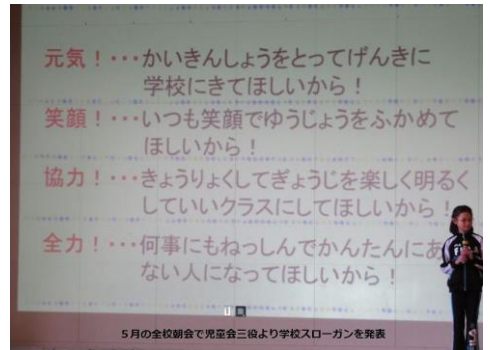 元気！・・・かいきんしょうをとってげんきに
学校にきてほしいから！
笑顔！・・・いつも笑顔でゆうじょうをふかめて
ほしいから！
協力！・・・きょうりょくしてぎょうじを楽しく明るく
していいクラスにしてほしいから！
全力！・・・何事にもねっしんでかんたんにあ
ない人になってほしいから！
５月の全校朝会で児童会三役より学校スローガンを発表